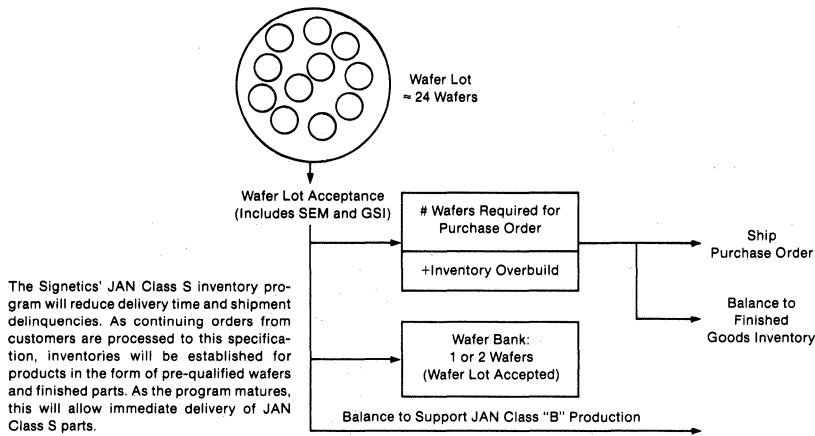 Wafer Lot
≈ 24 Wafers
Wafer Lot Acceptance
(Includes SEM and GSI)
# Wafers Required for
Purchase Order
+Inventory Overbuild
Ship
Purchase Order
Balance to
Finished
Goods Inventory
The Signetics' JAN Class S inventory pro-
gram will reduce delivery time and shipment
delinquencies. As continuing orders from
customers are processed to this specifica-
tion, inventories will be established for
products in the form of pre-qualified wafers
and finished parts. As the program matures,
this will allow immediate delivery of JAN
Class S parts.
Wafer Bank:
1 or 2 Wafers
(Wafer Lot Accepted)
Balance to Support JAN Class "B" Production